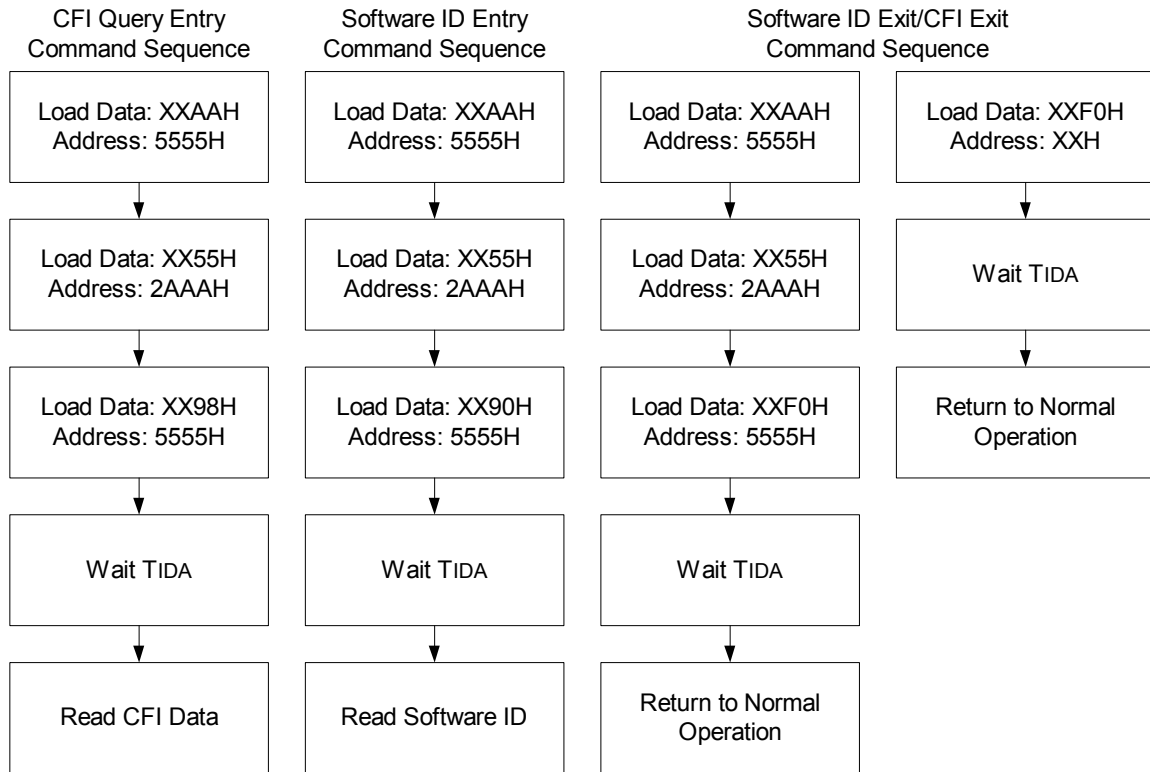 CFI Query Entry
Command Sequence
Load Data: XXAAH
Address: 5555H
Load Data: XX55H
Address: 2AAAH
Load Data: XX98H
Address: 5555H
Wait TIDA
Read CFI Data
Software ID Entry
Command Sequence
Load Data: XXAAH
Address: 5555H
Load Data: XX55H
Address: 2AAAH
Load Data: XX90H
Address: 5555H
Wait TIDA
Read Software ID
Software ID Exit/CFI Exit
Command Sequence
Load Data: XXAAH
Address: 5555H
Load Data: XX55H
Address: 2AAAH
Load Data: XXF0H
Address: 5555H
Wait TIDA
Return to Normal
Operation
Load Data: XXF0H
Address: XXH
Wait TIDA
Return to Normal
Operation